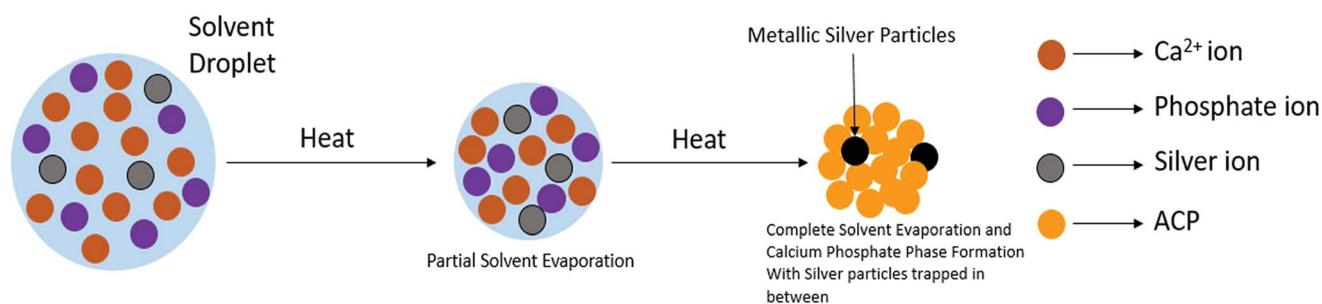 Solvent
Droplet
Heat
Partial Solvent Evaporation
Heat
Metallic Silver Particles
Complete Solvent Evaporation and
Calcium Phosphate Phase Formation
With Silver particles trapped in
between
Ca²⁺ ion
Phosphate ion
Silver ion
ACP